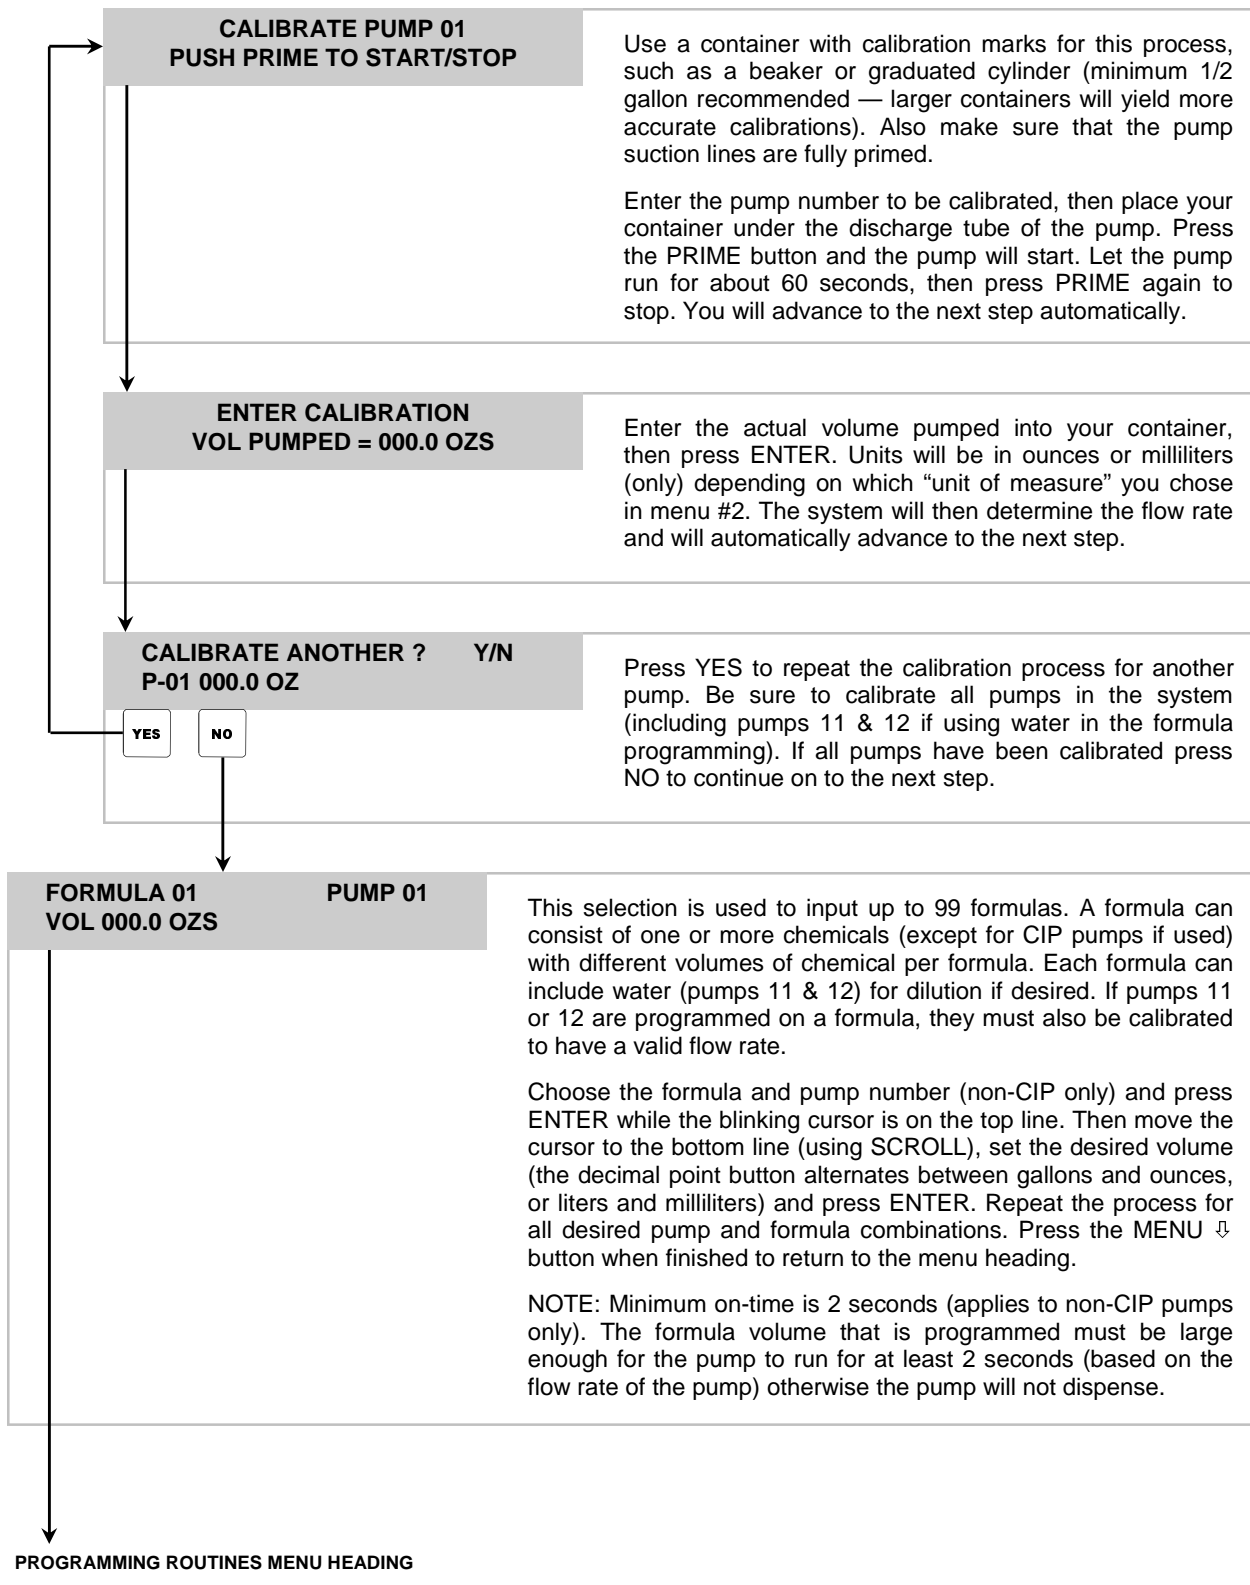 CALIBRATE PUMP 01
PUSH PRIME TO START/STOP
Use a container with calibration marks for this process,
such as a beaker or graduated cylinder (minimum 1/2
gallon recommended — larger containers will yield more
accurate calibrations). Also make sure that the pump
suction lines are fully primed.
Enter the pump number to be calibrated, then place your
container under the discharge tube of the pump. Press
the PRIME button and the pump will start. Let the pump
run for about 60 seconds, then press PRIME again to
stop. You will advance to the next step automatically.
ENTER CALIBRATION
VOL PUMPED = 000.0 OZS
Enter the actual volume pumped into your container,
then press ENTER. Units will be in ounces or milliliters
(only) depending on which “unit of measure” you chose
in menu #2. The system will then determine the flow rate
and will automatically advance to the next step.
CALIBRATE ANOTHER ? Y/N
P-01 000.0 OZ
YES NO
Press YES to repeat the calibration process for another
pump. Be sure to calibrate all pumps in the system
(including pumps 11 & 12 if using water in the formula
programming). If all pumps have been calibrated press
NO to continue on to the next step.
FORMULA 01 PUMP 01
VOL 000.0 OZS
This selection is used to input up to 99 formulas. A formula can
consist of one or more chemicals (except for CIP pumps if used)
with different volumes of chemical per formula. Each formula can
include water (pumps 11 & 12) for dilution if desired. If pumps 11
or 12 are programmed on a formula, they must also be calibrated
to have a valid flow rate.
Choose the formula and pump number (non-CIP only) and press
ENTER while the blinking cursor is on the top line. Then move the
cursor to the bottom line (using SCROLL), set the desired volume
(the decimal point button alternates between gallons and ounces,
or liters and milliliters) and press ENTER. Repeat the process for
all desired pump and formula combinations. Press the MENU ⇩
button when finished to return to the menu heading.
NOTE: Minimum on-time is 2 seconds (applies to non-CIP pumps
only). The formula volume that is programmed must be large
enough for the pump to run for at least 2 seconds (based on the
flow rate of the pump) otherwise the pump will not dispense.
PROGRAMMING ROUTINES MENU HEADING